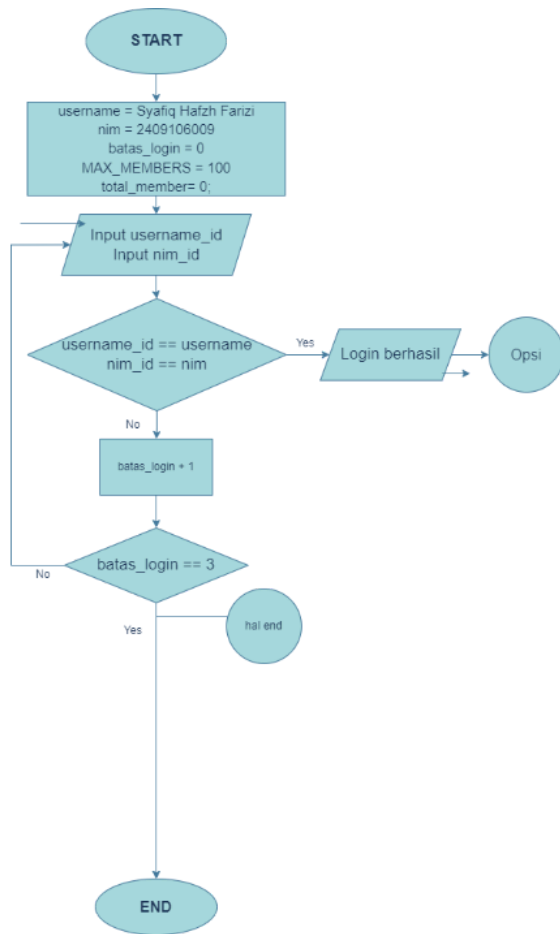 START
username = Syafiq Hafzh Farizi
nim = 2409106009
batas_login = 0
MAX_MEMBERS = 100
total_member= 0;
Input username_id
Input nim_id
username_id == username
nim_id == nim
Yes
Login berhasil
Opsi
No
batas_login + 1
batas_login == 3
No
hal end
Yes
END